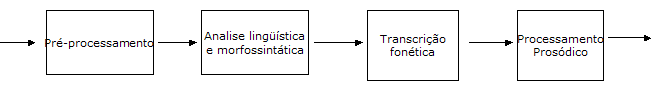 Pré-processamento
Analise lingüística
e morfossintática
Transcrição
fonética
Processamento
Prosódico